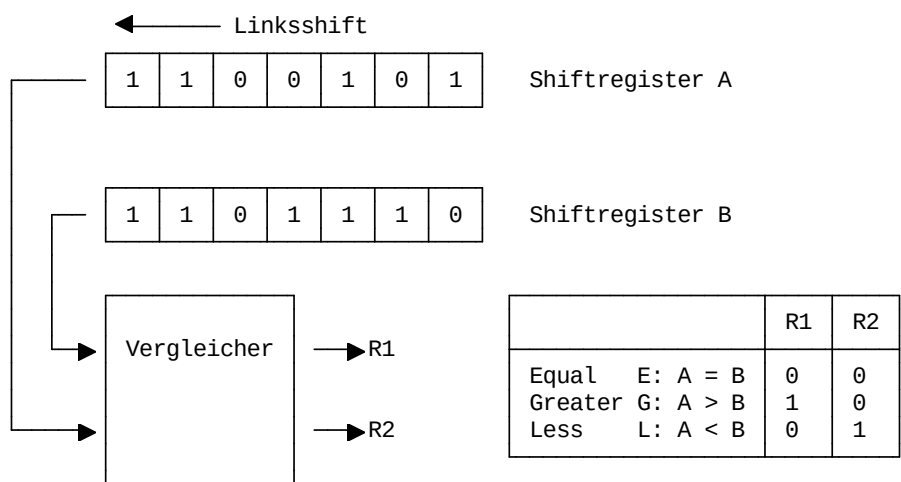 Linksshift
1 1 0 0 1 0 1 Shiftregister A
1 1 0 1 1 1 0 Shiftregister B
R1 R2
Vergleicher R1
Equal E: A = B 0 0
Greater G: A > B 1 0
R2
Less L: A < B 0 1